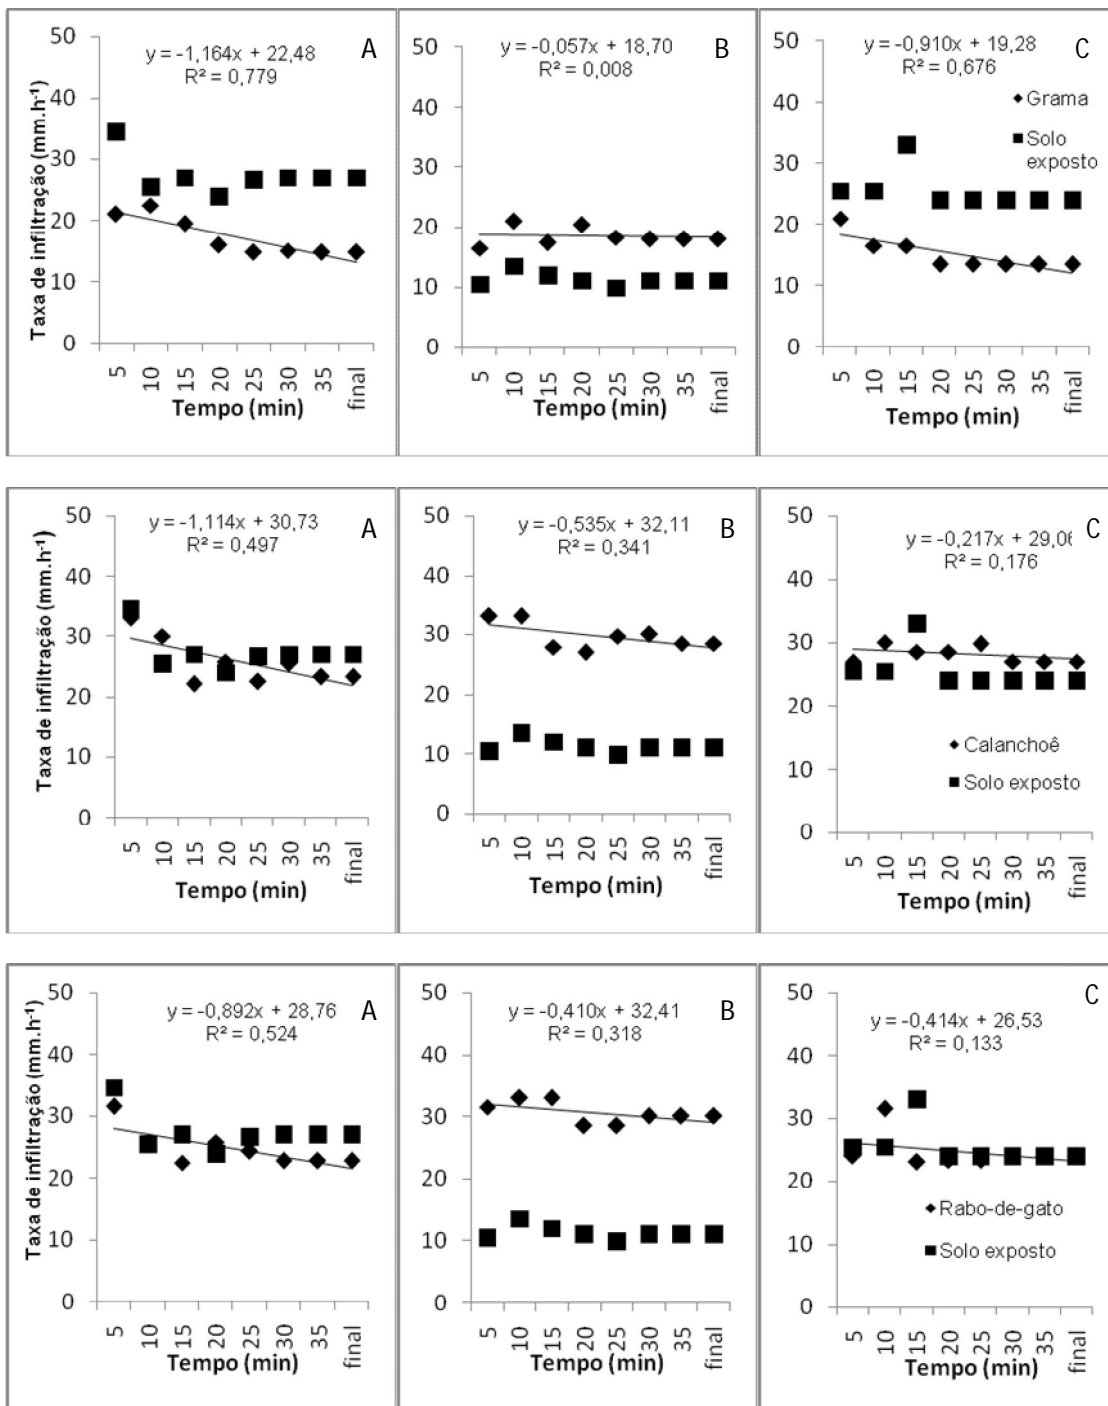 y = -1,164x + 22,48
R² = 0,779
A
Taxa de infiltração (mm.h⁻¹)
50
40
30
20
10
0
5
10
15
20
25
30
35
final
Tempo (min)
y = -0,057x + 18,70
R² = 0,008
B
50
40
30
20
10
0
5
10
15
20
25
30
35
final
Tempo (min)
y = -0,910x + 19,28
R² = 0,676
C
Grama
Solo
exposto
50
40
30
20
10
0
5
10
15
20
25
30
35
final
Tempo (min)
y = -1,114x + 30,73
R² = 0,497
A
Taxa de infiltração (mm.h⁻¹)
50
40
30
20
10
0
5
10
15
20
25
30
35
final
Tempo (min)
y = -0,535x + 32,11
R² = 0,341
B
50
40
30
20
10
0
5
10
15
20
25
30
35
final
Tempo (min)
y = -0,217x + 29,06
R² = 0,176
C
Calanchoê
Solo exposto
50
40
30
20
10
0
5
10
15
20
25
30
35
final
Tempo (min)
y = -0,892x + 28,76
R² = 0,524
A
Taxa de infiltração (mm.h⁻¹)
50
40
30
20
10
0
5
10
15
20
25
30
35
final
Tempo (min)
y = -0,410x + 32,41
R² = 0,318
B
50
40
30
20
10
0
5
10
15
20
25
30
35
final
Tempo (min)
y = -0,414x + 26,53
R² = 0,133
C
Rabo-de-gato
Solo exposto
50
40
30
20
10
0
5
10
15
20
25
30
35
final
Tempo (min)